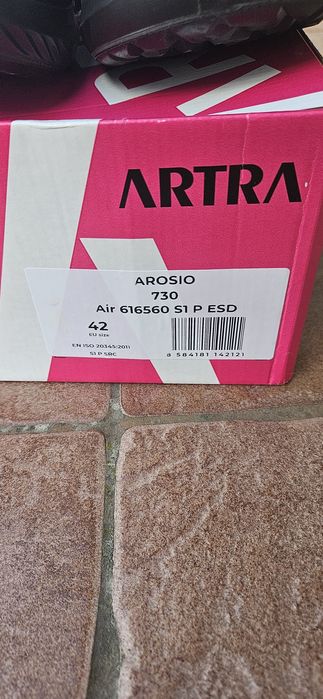 ARTRA
AROSIO
730
Air 616560 S1 P ESD
42
EU size
EN ISO 20345:2011
S1 P SRC
8 584181 142121